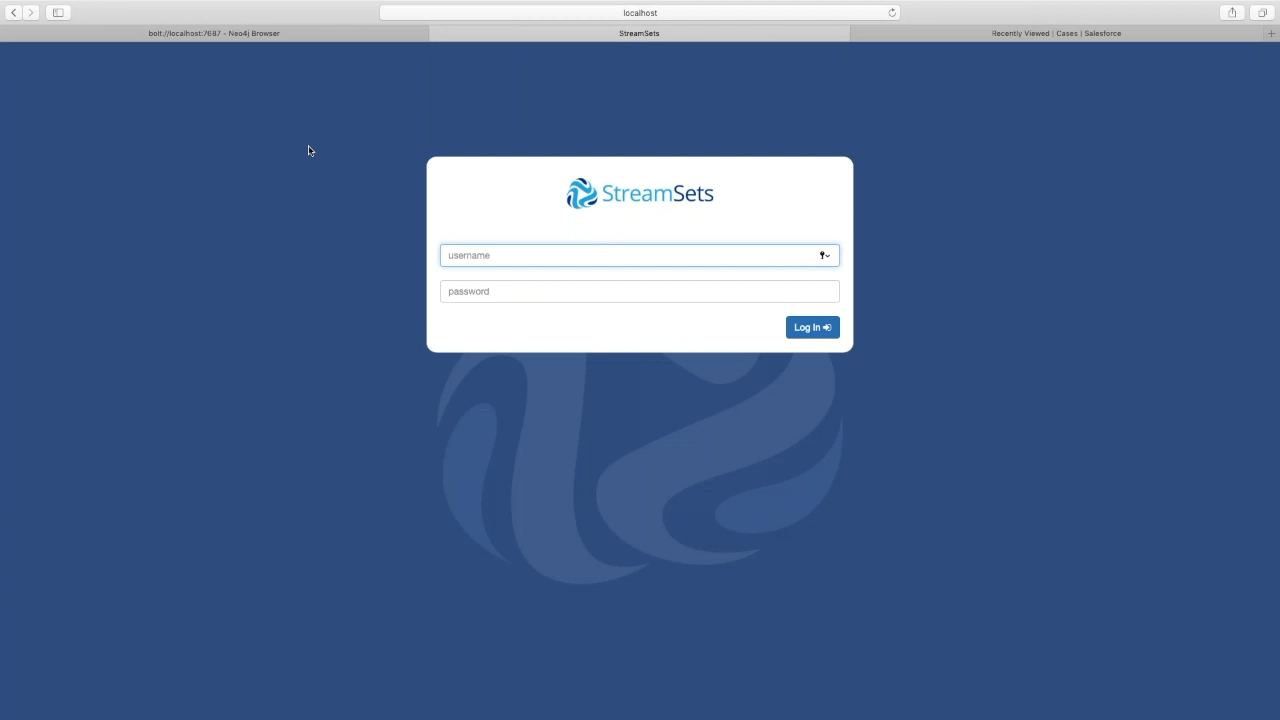 localhost
bolt://localhost:7687 - Neo4j Browser
StreamSets
Recently Viewed | Cases | Salesforce
StreamSets
username
password
Log In